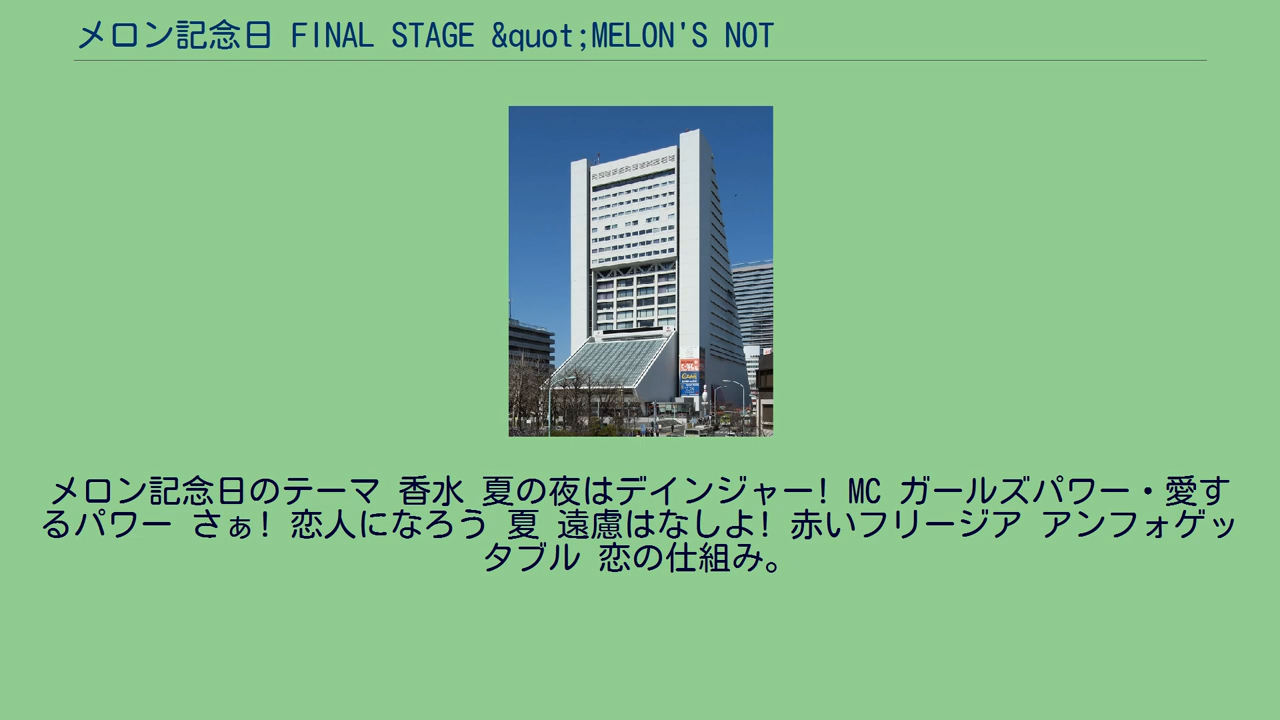 メロン記念日 FINAL STAGE &quot;MELON'S NOT
メロン記念日のテーマ 香水 夏の夜はデインジャー! MC ガールズパワー・愛す
るパワー さぁ! 恋人になろう 夏 遠慮はなしよ! 赤いフリージア アンフォゲッ
タブル 恋の仕組み。